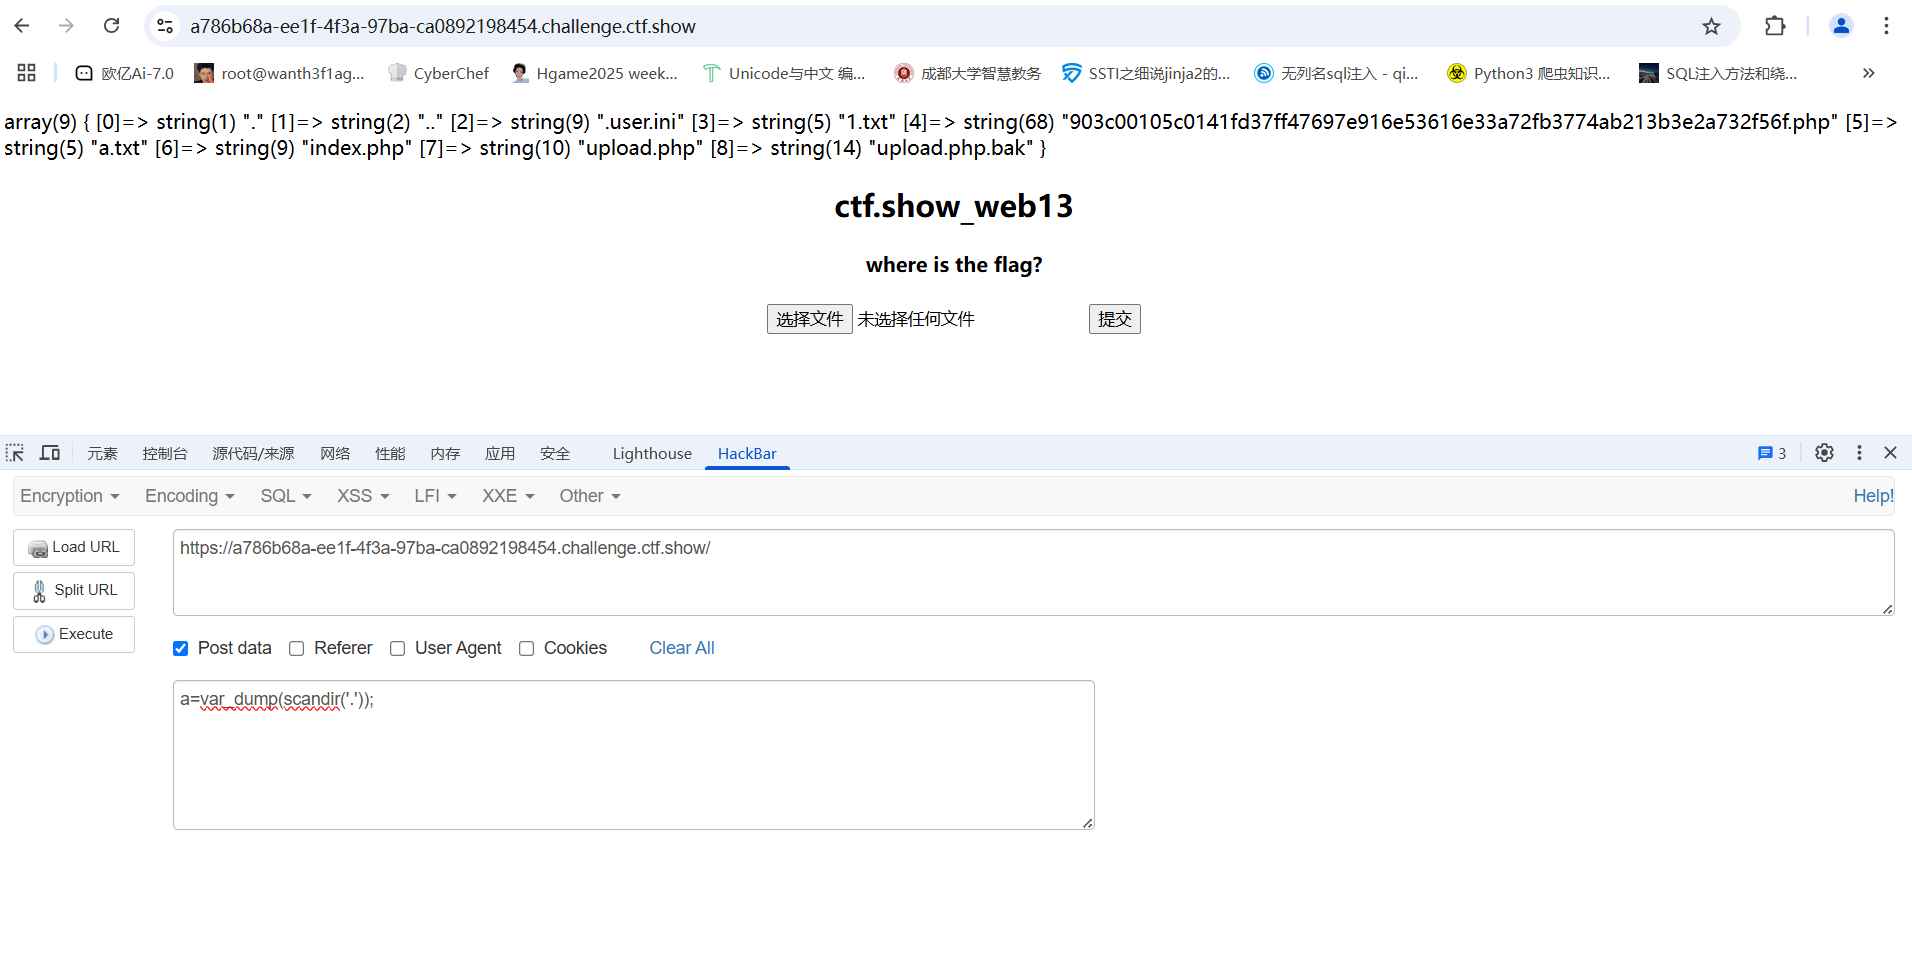 a786b68a-ee1f-4f3a-97ba-ca0892198454.challenge.ctf.show
欧亿Ai-7.0 root@wanth3f1ag... CyberChef Hgame2025 week... Unicode与中文 编... 成都大学智慧教务 SSTI之细说jinja2的... 无列名sql注入 - qi... Python3 爬虫知识... SQL注入方法和绕...
array(9) { [0]=> string(1) "." [1]=> string(2) ".." [2]=> string(9) ".user.ini" [3]=> string(5) "1.txt" [4]=> string(68) "903c00105c0141fd37ff47697e916e53616e33a72fb3774ab213b3e2a732f56f.php" [5]=>
string(5) "a.txt" [6]=> string(9) "index.php" [7]=> string(10) "upload.php" [8]=> string(14) "upload.php.bak" }
ctf.show_web13
where is the flag?
选择文件 未选择任何文件 提交
元素 控制台 源代码/来源 网络 性能 内存 应用 安全 Lighthouse HackBar 3
Encryption Encoding SQL XSS LFI XXE Other Help!
Load URL https://a786b68a-ee1f-4f3a-97ba-ca0892198454.challenge.ctf.show/
Split URL
Execute
Post data Referer User Agent Cookies Clear All
a=var_dump(scandir('.'));